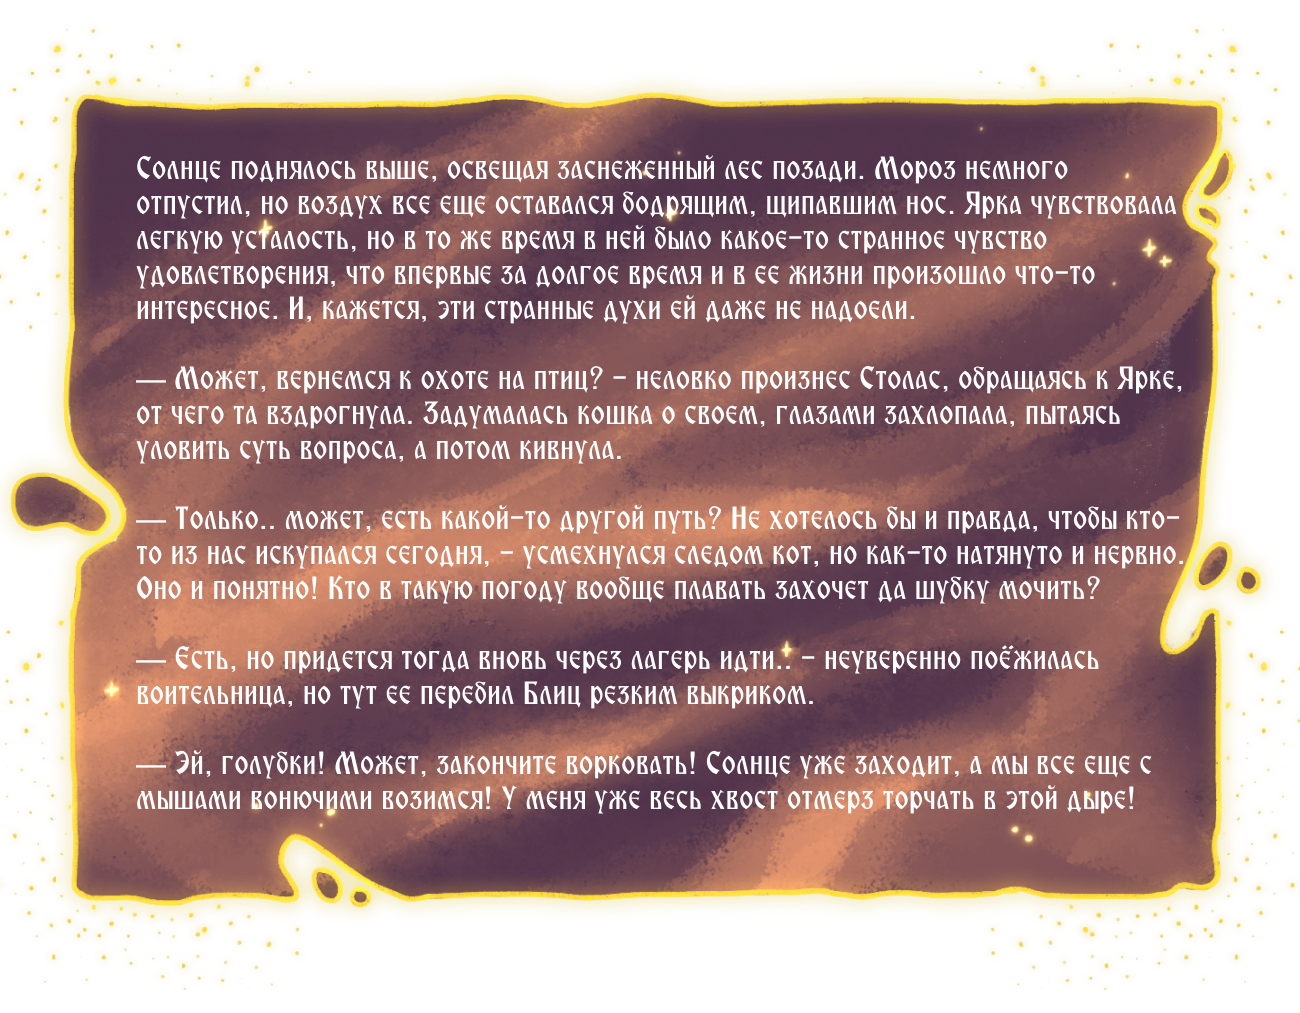 Солнце поднялось выше, освещая заснеженный лес позади. Мороз немного
отпустил, но воздух все еще оставался бодрящим, щипавшим нос. Ярка чувствовала
легкую усталость, но в то же время в ней было какое-то странное чувство
удовлетворения, что впервые за долгое время и в ее жизни произошло что-то
интересное. И, кажется, эти странные духи ей даже не надоели.
— Может, вернемся к охоте на птиц? - неловко произнес Столас, обращаясь к Ярке,
от чего та вздрогнула. Задумалась кошка о своем, глазами захлопала, пытаясь
уловить суть вопроса, а потом кивнула.
— Только.. может, есть какой-то другой путь? Не хотелось бы и правда, чтобы кто-
то из нас искупался сегодня, - усмехнулся следом кот, но как-то натянуто и нервно.
Оно и понятно! Кто в такую погоду вообще плавать захочет да шубку мочить?
— Есть, но придется тогда вновь через лагерь идти.. - неуверенно поёжилась
воительница, но тут ее перебил Блиц резким выкриком.
— Эй, голубки! Может, закончите ворковать! Солнце уже заходит, а мы все еще с
мышами вонючими возимся! У меня уже весь хвост отмерз торчать в этой дыре!